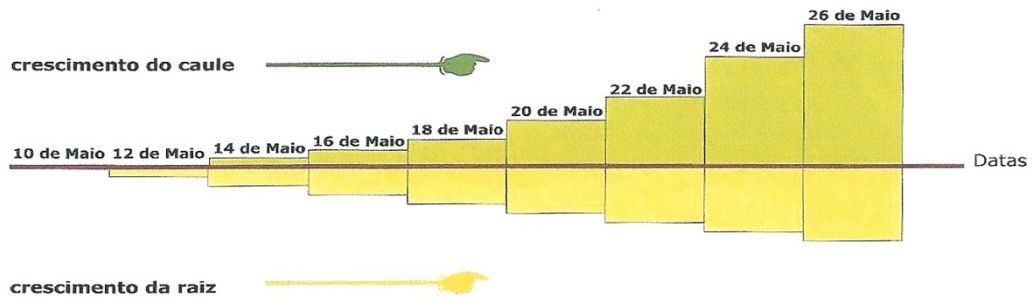 26 de Maio
24 de Maio
crescimento do caule
22 de Maio
20 de Maio
18 de Maio
16 de Maio
14 de Maio
10 de Maio 12 de Maio
Datas
crescimento da raiz